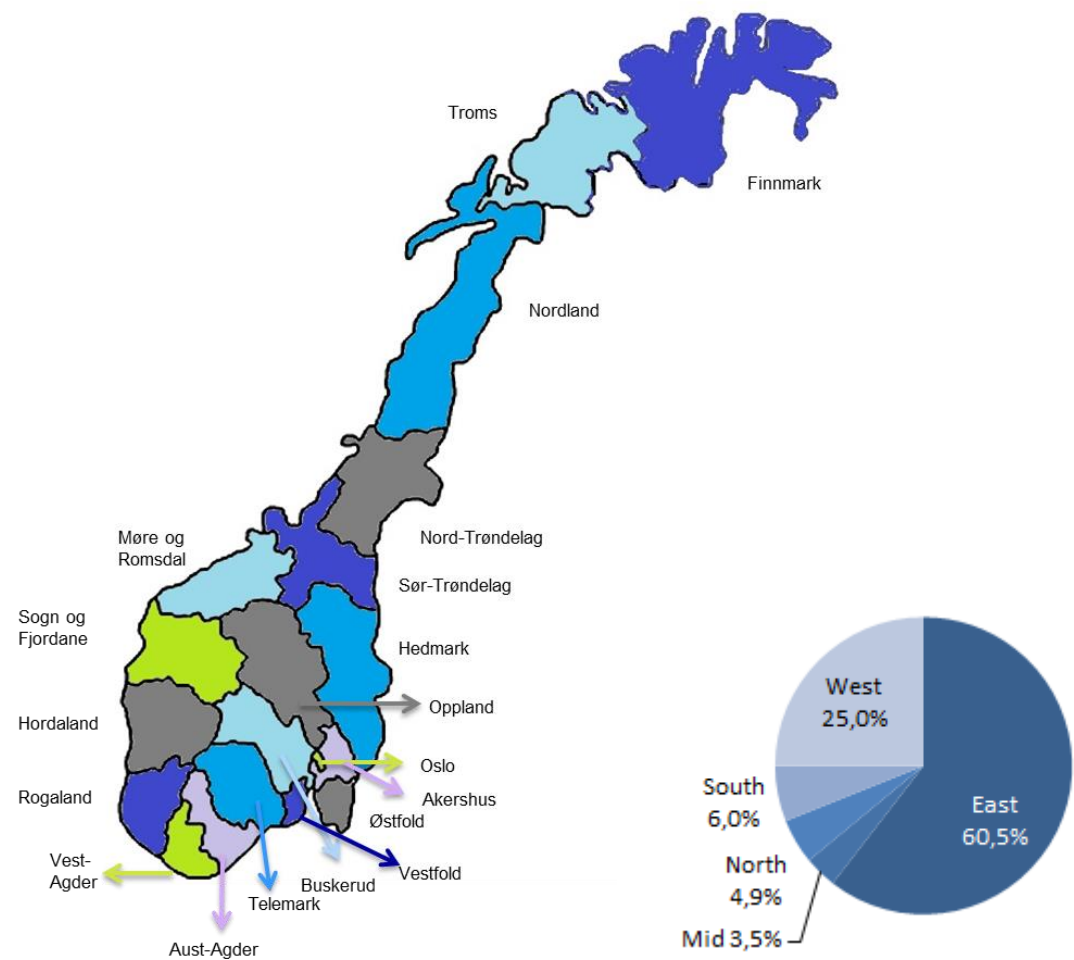 Troms
Finnmark
Nordland
Nord-Trøndelag
Møre og
Romsdal
Sør-Trøndelag
Sogn og
Fjordane
Hedmark
Oppland
Hordaland
Oslo
Akershus
Rogaland
Østfold
Vest-
Agder
Vestfold
Buskerud
Telemark
Aust-Agder
West
25,0%
South
6,0%
East
60,5%
North
4,9%
Mid 3,5%